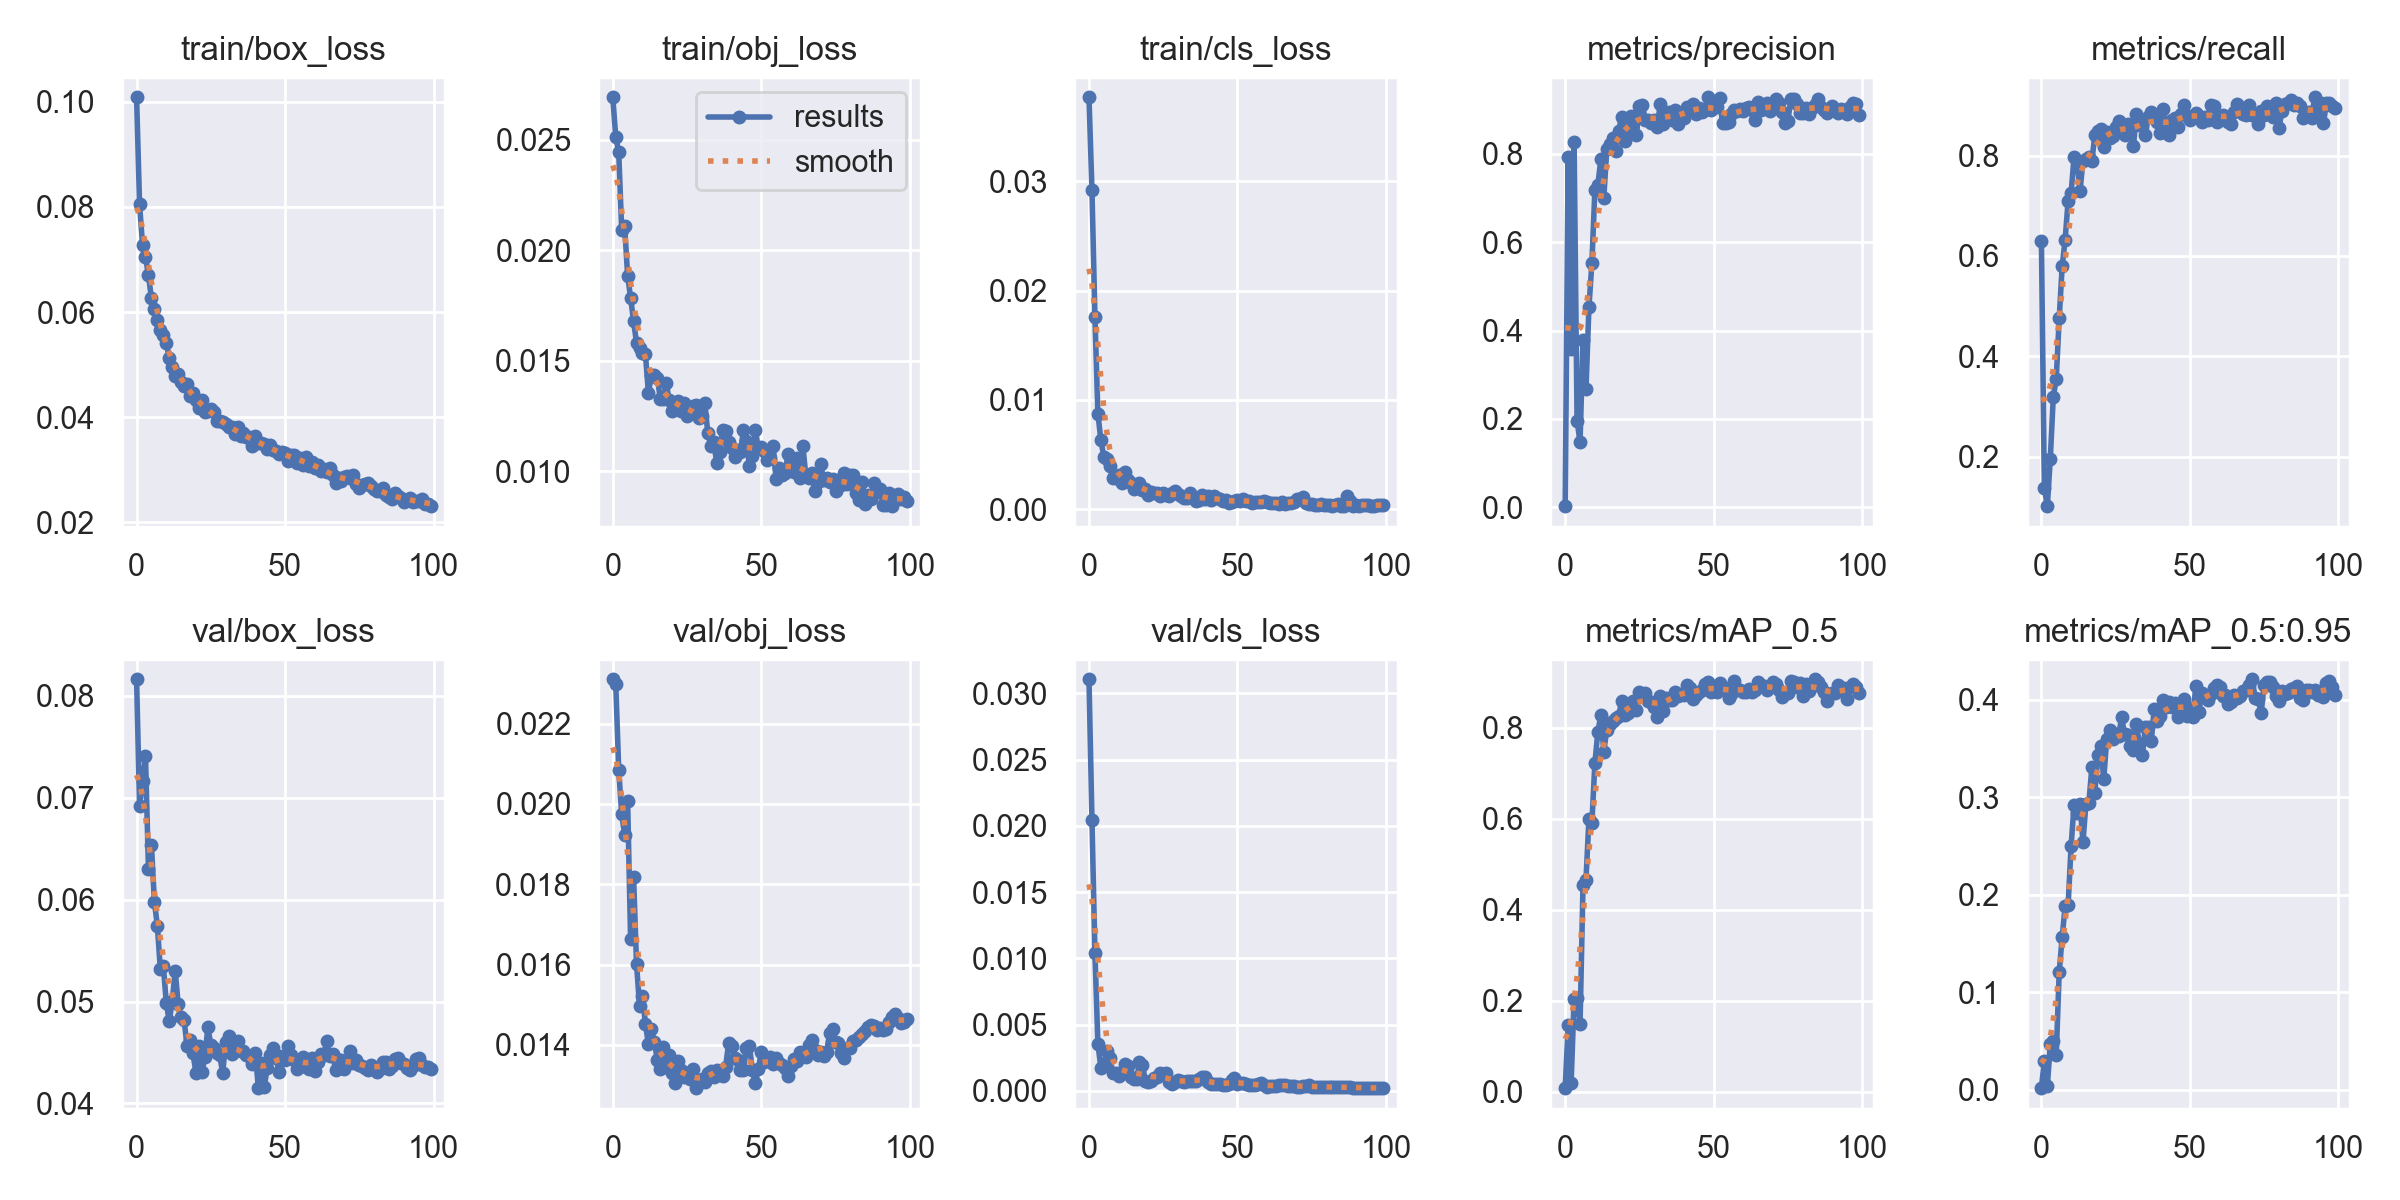 train/box_loss
0.10
0.08
0.06
0.04
0.02
0 50 100
train/obj_loss
results
smooth
0.025
0.020
0.015
0.010
0 50 100
train/cls_loss
0.03
0.02
0.01
0.00
0 50 100
metrics/precision
0.8
0.6
0.4
0.2
0.0
0 50 100
metrics/recall
0.8
0.6
0.4
0.2
0 50 100
val/box_loss
0.08
0.07
0.06
0.05
0.04
0 50 100
val/obj_loss
0.022
0.020
0.018
0.016
0.014
0 50 100
val/cls_loss
0.030
0.025
0.020
0.015
0.010
0.005
0.000
0 50 100
metrics/mAP_0.5
0.8
0.6
0.4
0.2
0.0
0 50 100
metrics/mAP_0.5:0.95
0.4
0.3
0.2
0.1
0.0
0 50 100